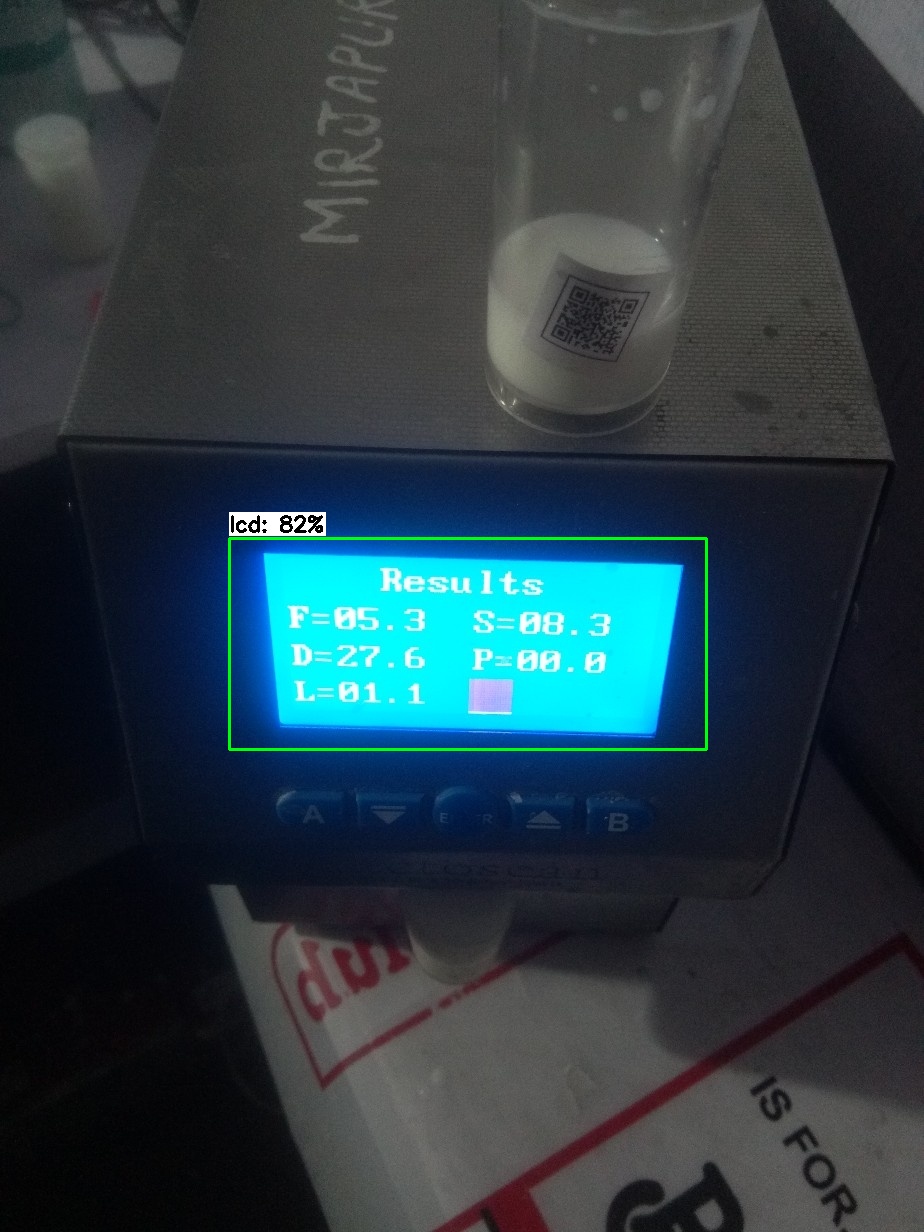 MIRJAPUR
lcd: 82%
Results
F=05.3 S=08.3
D=27.6 P=00.0
L=01.1
A
B
IS FOR